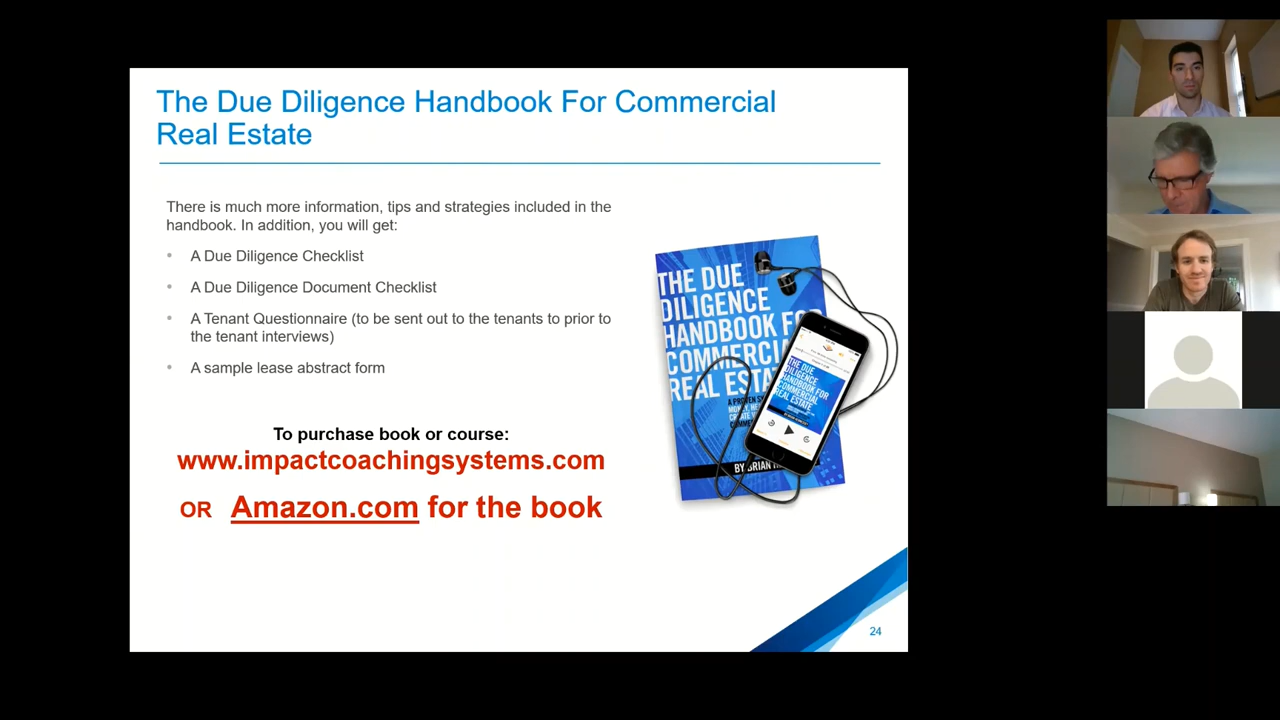 The Due Diligence Handbook For Commercial
Real Estate
There is much more information, tips and strategies included in the
handbook. In addition, you will get:
• A Due Diligence Checklist
• A Due Diligence Document Checklist
• A Tenant Questionnaire (to be sent out to the tenants to prior to
the tenant interviews)
• A sample lease abstract form
To purchase book or course:
www.impactcoachingsystems.com
OR Amazon.com for the book
THE DUE
DILIGENCE
HANDBOOK FOR
COMMERCIAL
REAL ESTA
BY BRIAN
THE DUE
DILIGENCE
HANDBOOK FOR
COMMERCIAL
REAL ESTATE
24